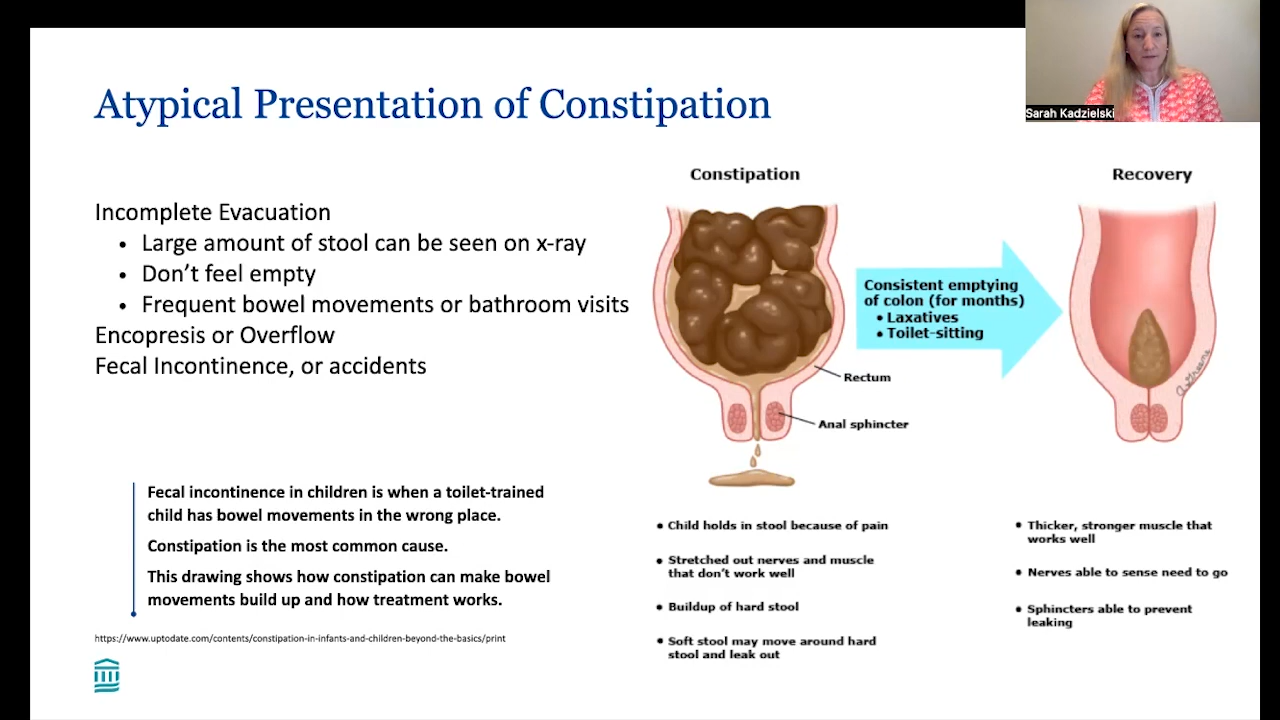 Atypical Presentation of Constipation
Sarah Kadzielski
Incomplete Evacuation
• Large amount of stool can be seen on x-ray
• Don’t feel empty
• Frequent bowel movements or bathroom visits
Encopresis or Overflow
Fecal Incontinence, or accidents
Fecal incontinence in children is when a toilet-trained
child has bowel movements in the wrong place.
Constipation is the most common cause.
This drawing shows how constipation can make bowel
movements build up and how treatment works.
https://www.uptodate.com/contents/constipation-in-infants-and-children-beyond-the-basics/print
Constipation
Rectum
Anal sphincter
• Child holds in stool because of pain
• Stretched out nerves and muscle
that don’t work well
• Buildup of hard stool
• Soft stool may move around hard
stool and leak out
Consistent emptying
of colon (for months)
• Laxatives
• Toilet-sitting
Recovery
• Thicker, stronger muscle that
works well
• Nerves able to sense need to go
• Sphincters able to prevent
leaking